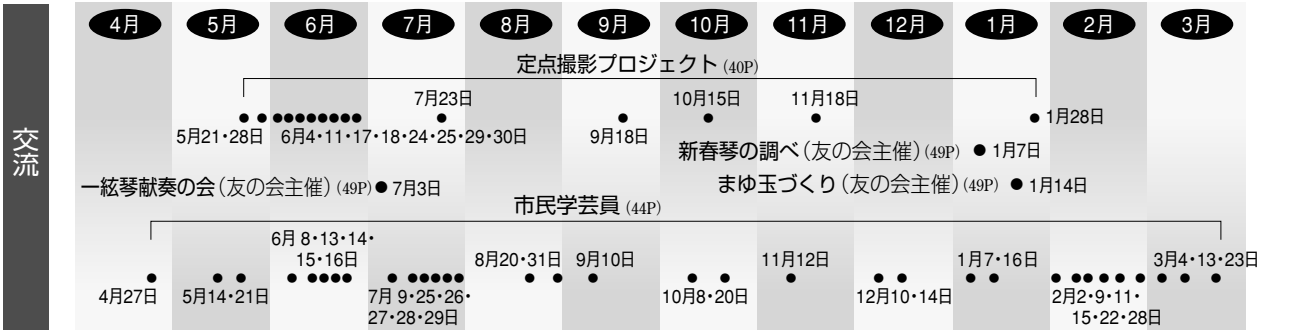 4月 5月 6月 7月 8月 9月 10月 11月 12月 1月 2月 3月
交流
定点撮影プロジェクト(40P)
7月23日 10月15日 11月18日
1月28日
5月21・28日 6月4・11・17・18・24・25・29・30日 9月18日
新春琴の調べ(友の会主催)(49P) ● 1月7日
一絃琴献奏の会(友の会主催)(49P)● 7月3日 まゆ玉づくり(友の会主催)(49P) ● 1月14日
市民学芸員(44P)
6月 8・13・14・
15・16日 8月20・31日 9月10日 11月12日 1月7・16日 3月4・13・23日
4月27日 5月14・21日 7月 9・25・26・ 10月8・20日 12月10・14日 2月2・9・11・
27・28・29日 15・22・28日